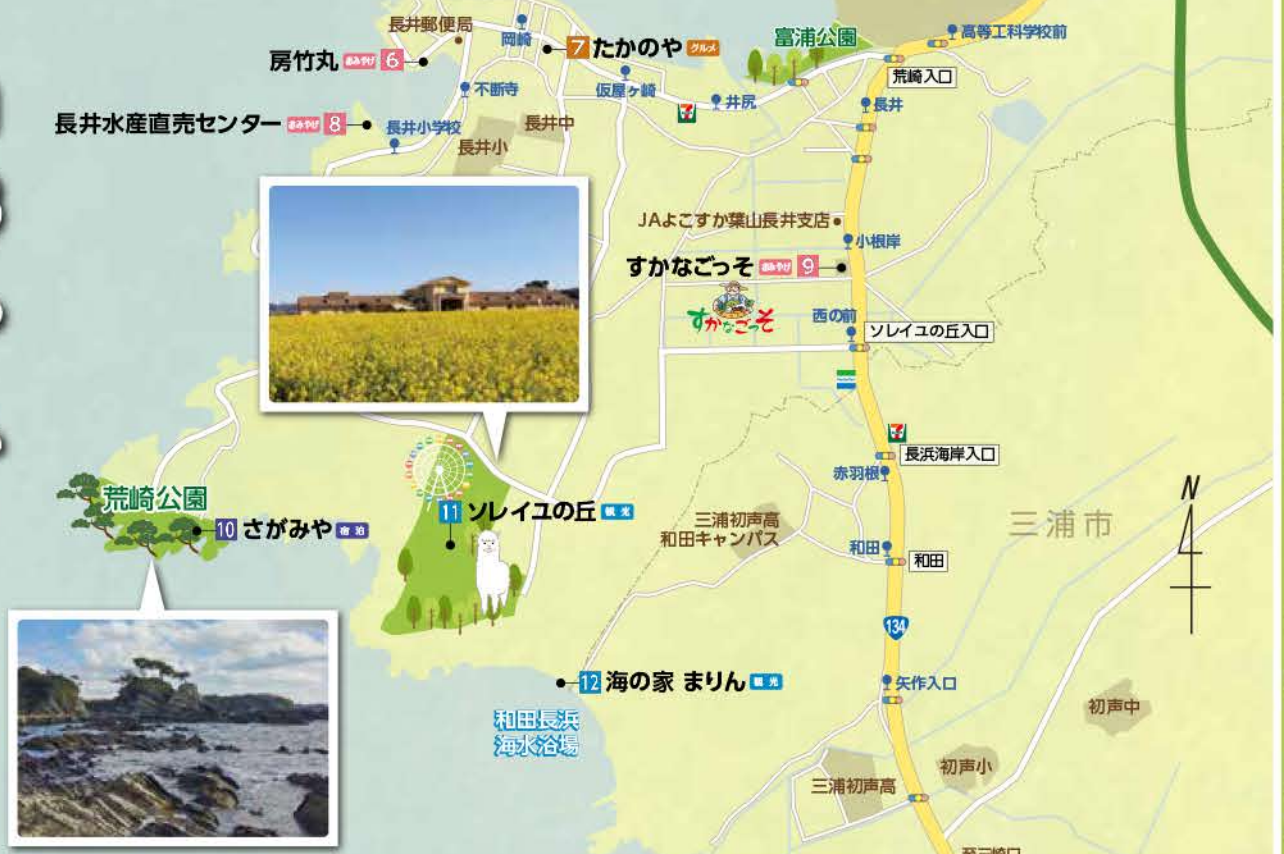 長井郵便局
岡崎
7 たかのや グルメ
富浦公園
高等工科学校前
房竹丸 おみやげ 6
荒崎入口
不断寺
仮屋ヶ崎
井尻
7
長井
長井水産直売センター おみやげ 8
長井小学校
長井中
長井小
JAよこすか葉山長井支店
小根岸
すかなごっそ おみやげ 9
すかなごっそ
西の前
ソレイユの丘入口
7
長浜海岸入口
赤羽根
荒崎公園
10 さがみや 宿泊
11 ソレイユの丘 観光
三浦初声高
和田キャンパス
三浦市
N
和田
和田
134
12 海の家 まりん 観光
矢作入口
和田長浜
海水浴場
初声中
初声小
三浦初声高